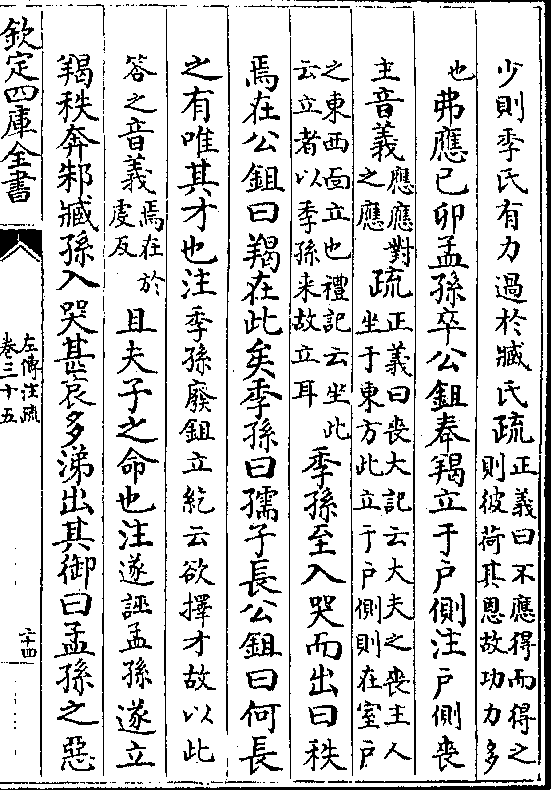 少則季氏有力過於臧氏疏正義曰不應得而得之則彼荷其恩故功力多
也弗應已卯孟孫卒公鉏奉羯立于戶側注戶側喪
主音義應應對之應疏正義曰喪大記云大夫之喪主人坐于東方此立于戶側則在室戶
之東西面立也禮記云坐此云立者以季孫来故立耳季孫至入哭而出曰秩
焉在公鉏曰羯在此矣季孫曰孺子長公鉏曰何長
之有唯其才也注季孫廢鉏立紇云欲擇才故以此
答之音義焉在於虔反且夫子之命也注遂誣孟孫遂立
羯秩奔邾臧孫入哭甚哀多涕出其御曰孟孫之惡
欽定四庫全書
左傳注疏
卷三十五
二十四